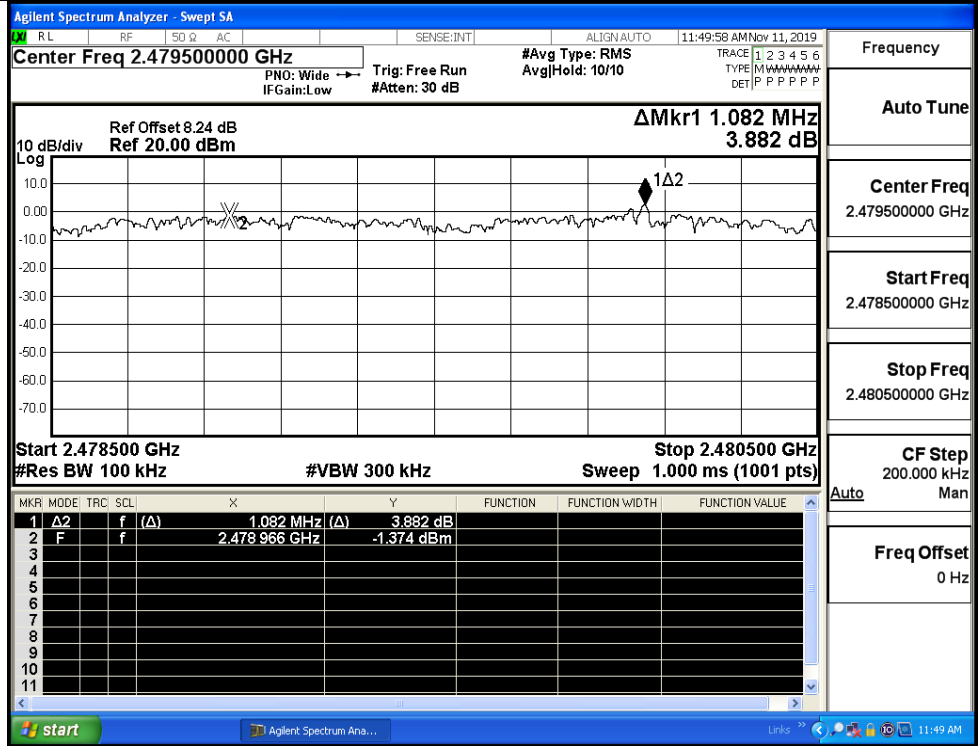 Agilent Spectrum Analyzer - Swept SA
LXI RL RF 50 Ω AC SENSE:INT ALIGNAUTO 11:49:58 AM Nov 11, 2019
Center Freq 2.479500000 GHz
PNO: Wide
IFGain:Low
Trig: Free Run
#Atten: 30 dB
#Avg Type: RMS
Avg|Hold: 10/10
TRACE 1 2 3 4 5 6
TYPE M WWWWW
DET P P P P P P
Ref Offset 8.24 dB
10 dB/div Ref 20.00 dBm
Log
ΔMkr1 1.082 MHz
3.882 dB
10.0
0.00
-10.0
-20.0
-30.0
-40.0
-50.0
-60.0
-70.0
1Δ2
2
Start 2.478500 GHz Stop 2.480500 GHz
#Res BW 100 kHz #VBW 300 kHz Sweep 1.000 ms (1001 pts)
MKR MODE TRC SCL X Y FUNCTION FUNCTION WIDTH FUNCTION VALUE
1 Δ2 f (Δ) 1.082 MHz (Δ) 3.882 dB
2 F f 2.478 966 GHz -1.374 dBm
3
4
5
6
7
8
9
10
11
Frequency
Auto Tune
Center Freq
2.479500000 GHz
Start Freq
2.478500000 GHz
Stop Freq
2.480500000 GHz
CF Step
200.000 kHz
Auto Man
Freq Offset
0 Hz
start Agilent Spectrum Ana... Links » 11:49 AM